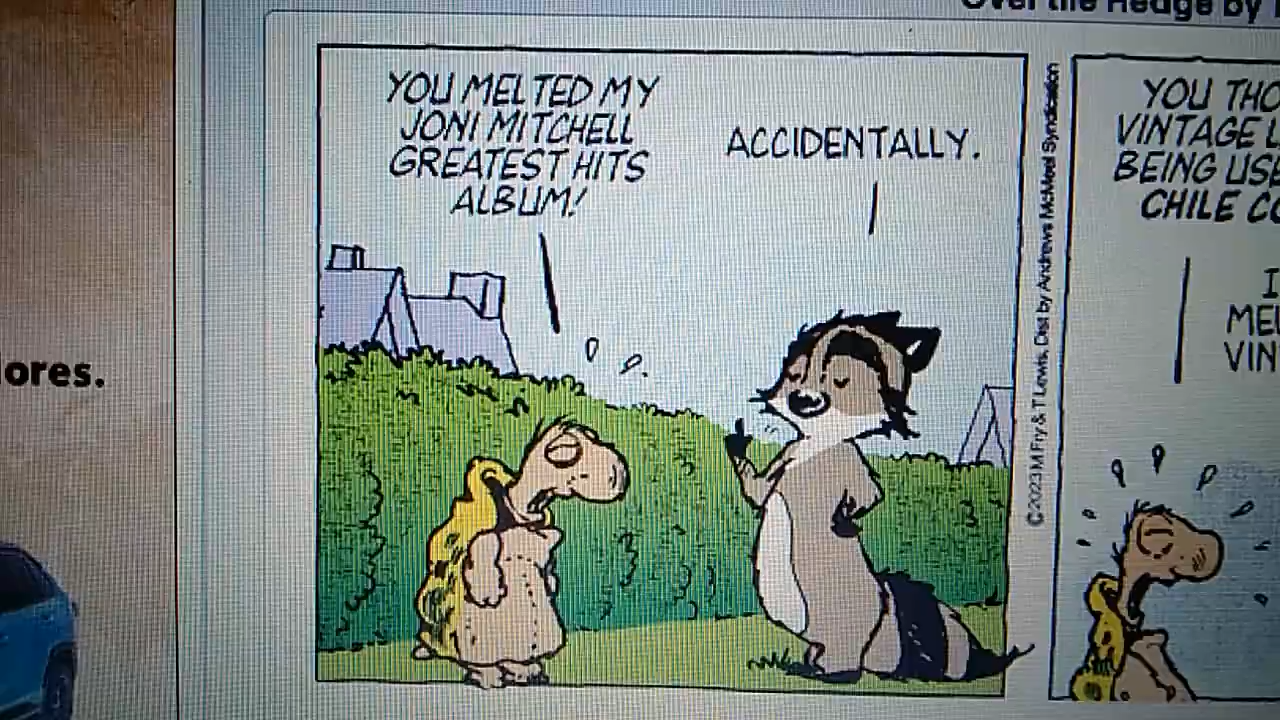 Over the Hedge by
YOU MELTED MY
JONI MITCHELL
GREATEST HITS
ALBUM!
ACCIDENTALLY.
©2023 M Fry & T Lewis, Dist by Andrews McMeel Syndication
YOU THO
VINTAGE L
BEING USE
CHILE CO
I
MEL
VIN
lores.